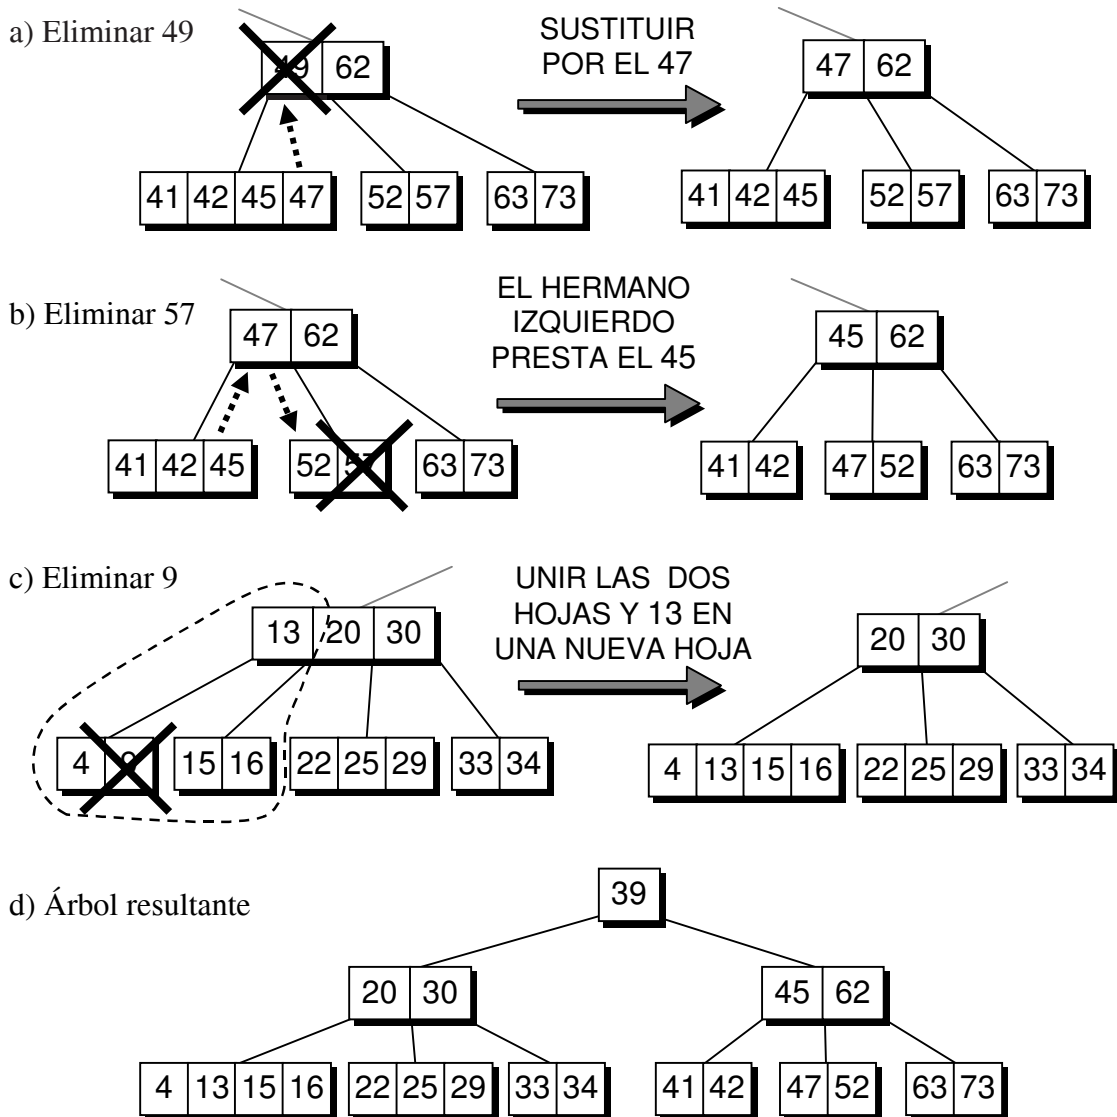 a) Eliminar 49
SUSTITUIR
POR EL 47
49 62
41 42 45 47 52 57 63 73
47 62
41 42 45 52 57 63 73
b) Eliminar 57
EL HERMANO
IZQUIERDO
PRESTA EL 45
47 62
41 42 45 52 57 63 73
45 62
41 42 47 52 63 73
c) Eliminar 9
UNIR LAS DOS
HOJAS Y 13 EN
UNA NUEVA HOJA
13 20 30
4 9 15 16 22 25 29 33 34
20 30
4 13 15 16 22 25 29 33 34
d) Árbol resultante
39
20 30 45 62
4 13 15 16 22 25 29 33 34 41 42 47 52 63 73